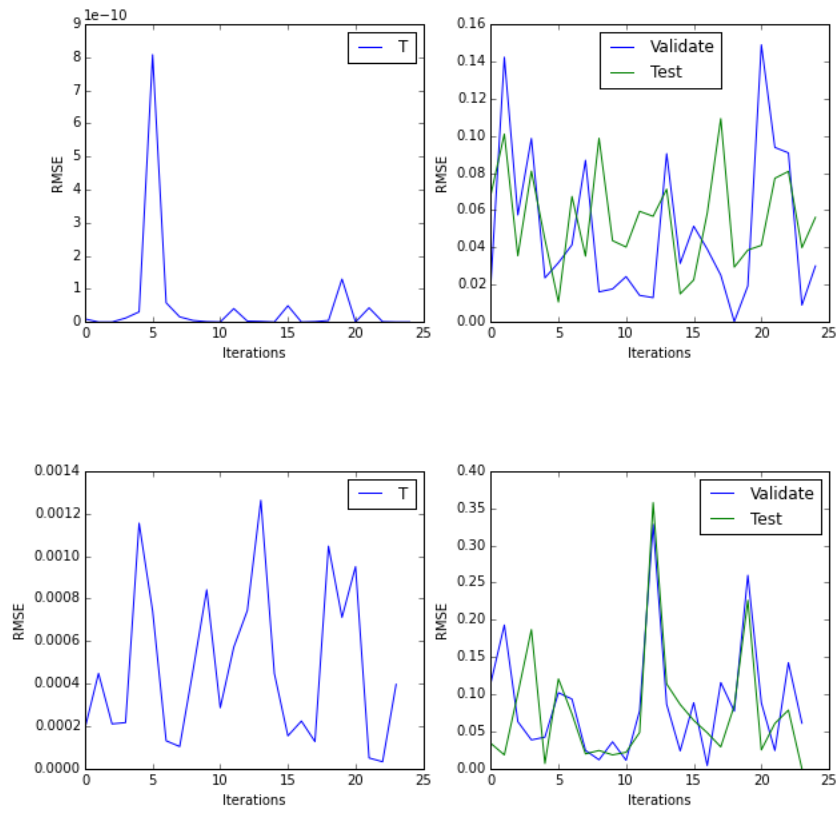 1e−10
9
8
7
6
5
4
3
2
1
0
RMSE
0 5 10 15 20 25
Iterations
T
0.16
0.14
0.12
0.10
0.08
0.06
0.04
0.02
0.00
RMSE
0 5 10 15 20 25
Iterations
Validate
Test
0.0014
0.0012
0.0010
0.0008
0.0006
0.0004
0.0002
0.0000
RMSE
0 5 10 15 20 25
Iterations
T
0.40
0.35
0.30
0.25
0.20
0.15
0.10
0.05
0.00
RMSE
0 5 10 15 20 25
Iterations
Validate
Test